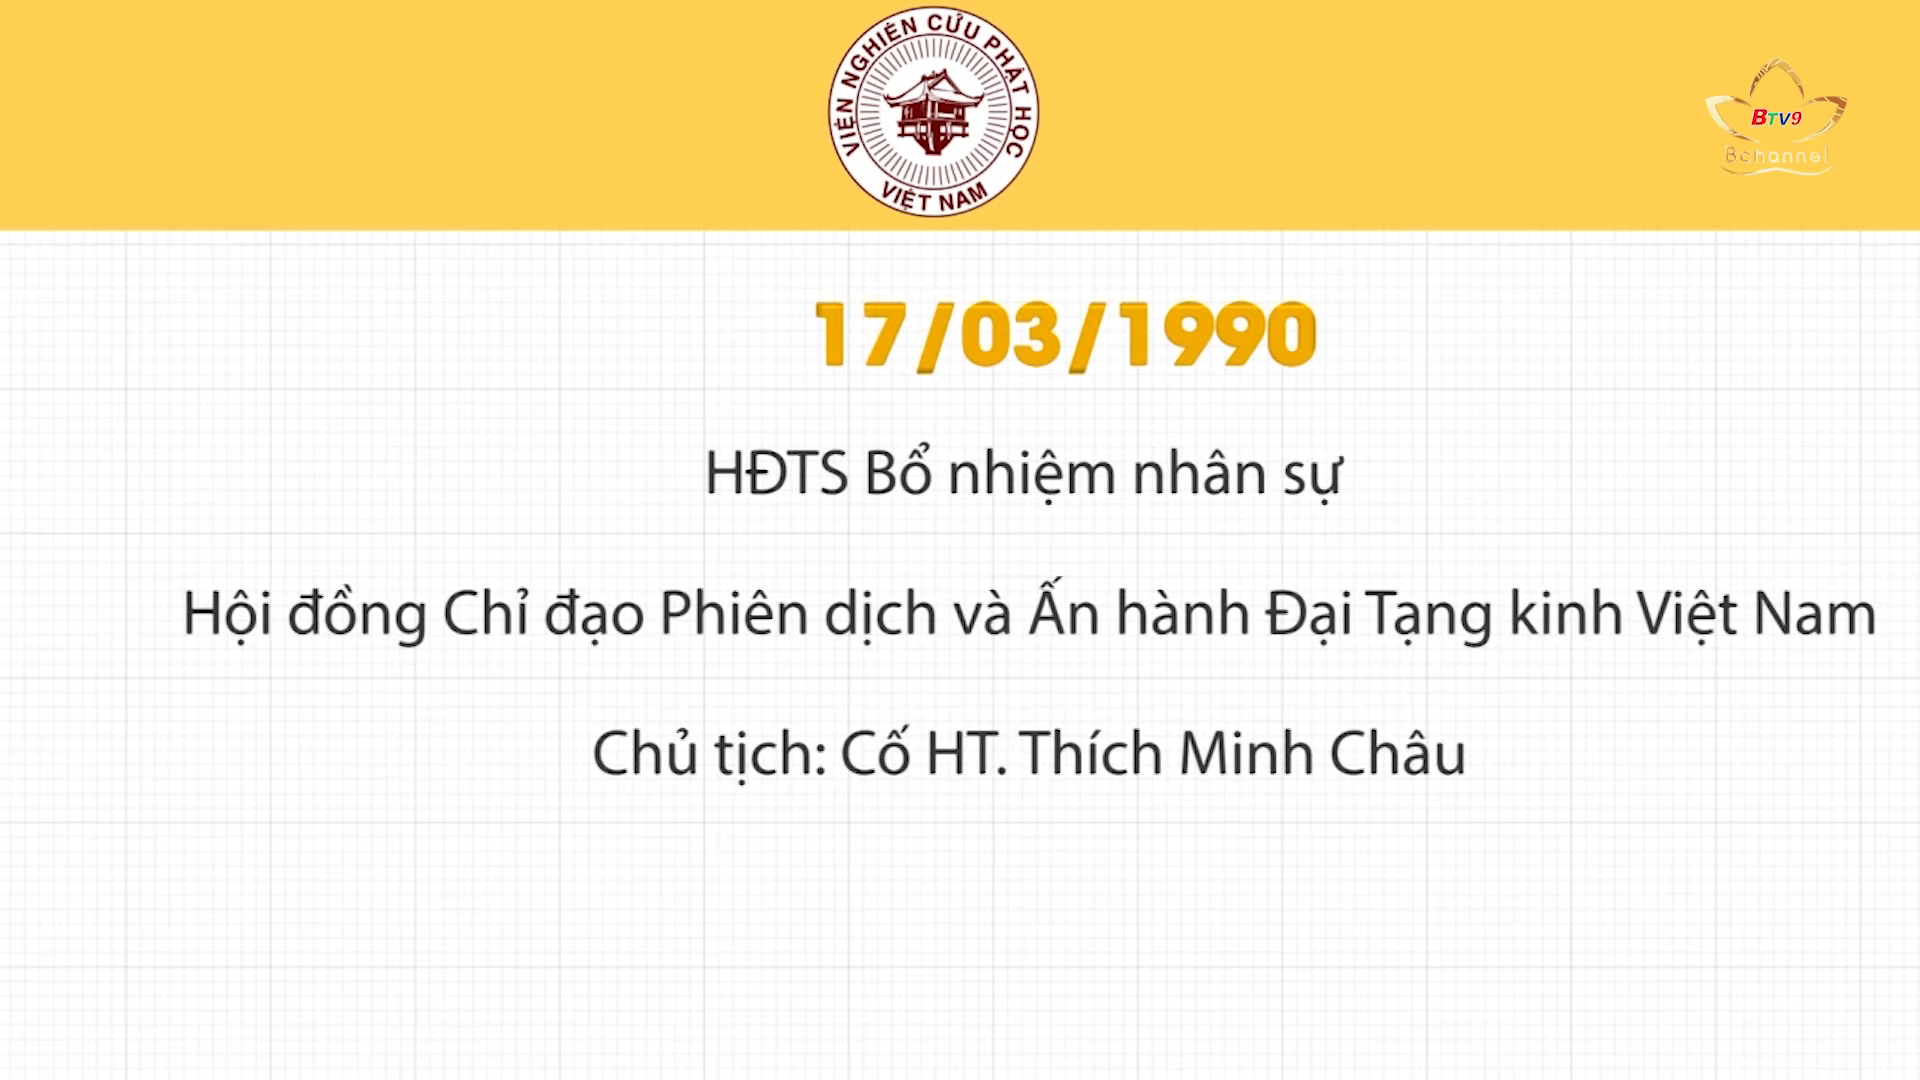 VIỆN NGHIÊN CỨU PHẬT HỌC
VIỆT NAM
BTV9
Bchannel
17/03/1990
HĐTS Bổ nhiệm nhân sự
Hội đồng Chỉ đạo Phiên dịch và Ấn hành Đại Tạng kinh Việt Nam
Chủ tịch: Cố HT. Thích Minh Châu